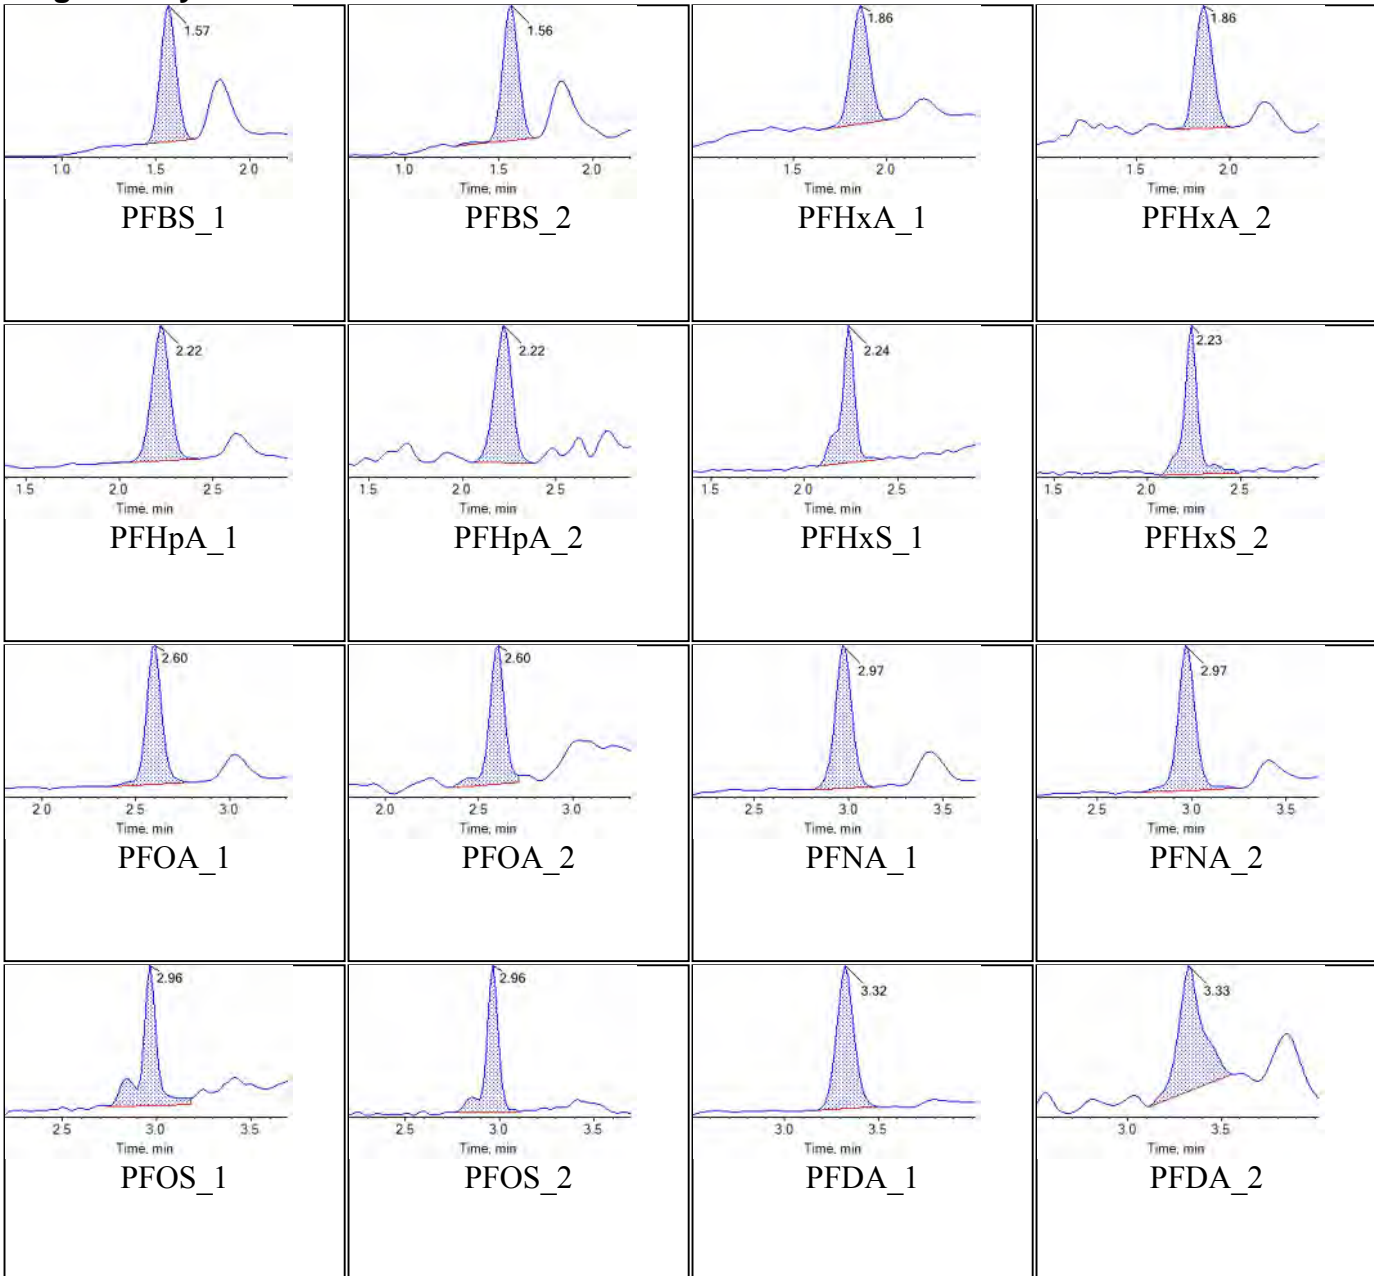 1.57 1.56 1.86 1.86
1.0 1.5 2.0 1.0 1.5 2.0 1.5 2.0 1.5 2.0
Time, min Time, min Time, min Time, min
PFBS_1 PFBS_2 PFHxA_1 PFHxA_2
2.22 2.22 2.24 2.23
1.5 2.0 2.5 1.5 2.0 2.5 1.5 2.0 2.5 1.5 2.0 2.5
Time, min Time, min Time, min Time, min
PFHpA_1 PFHpA_2 PFHxS_1 PFHxS_2
2.60 2.60 2.97 2.97
2.0 2.5 3.0 2.0 2.5 3.0 2.5 3.0 3.5 2.5 3.0 3.5
Time, min Time, min Time, min Time, min
PFOA_1 PFOA_2 PFNA_1 PFNA_2
2.96 2.96 3.32 3.33
2.5 3.0 3.5 2.5 3.0 3.5 3.0 3.5 3.0 3.5
Time, min Time, min Time, min Time, min
PFOS_1 PFOS_2 PFDA_1 PFDA_2